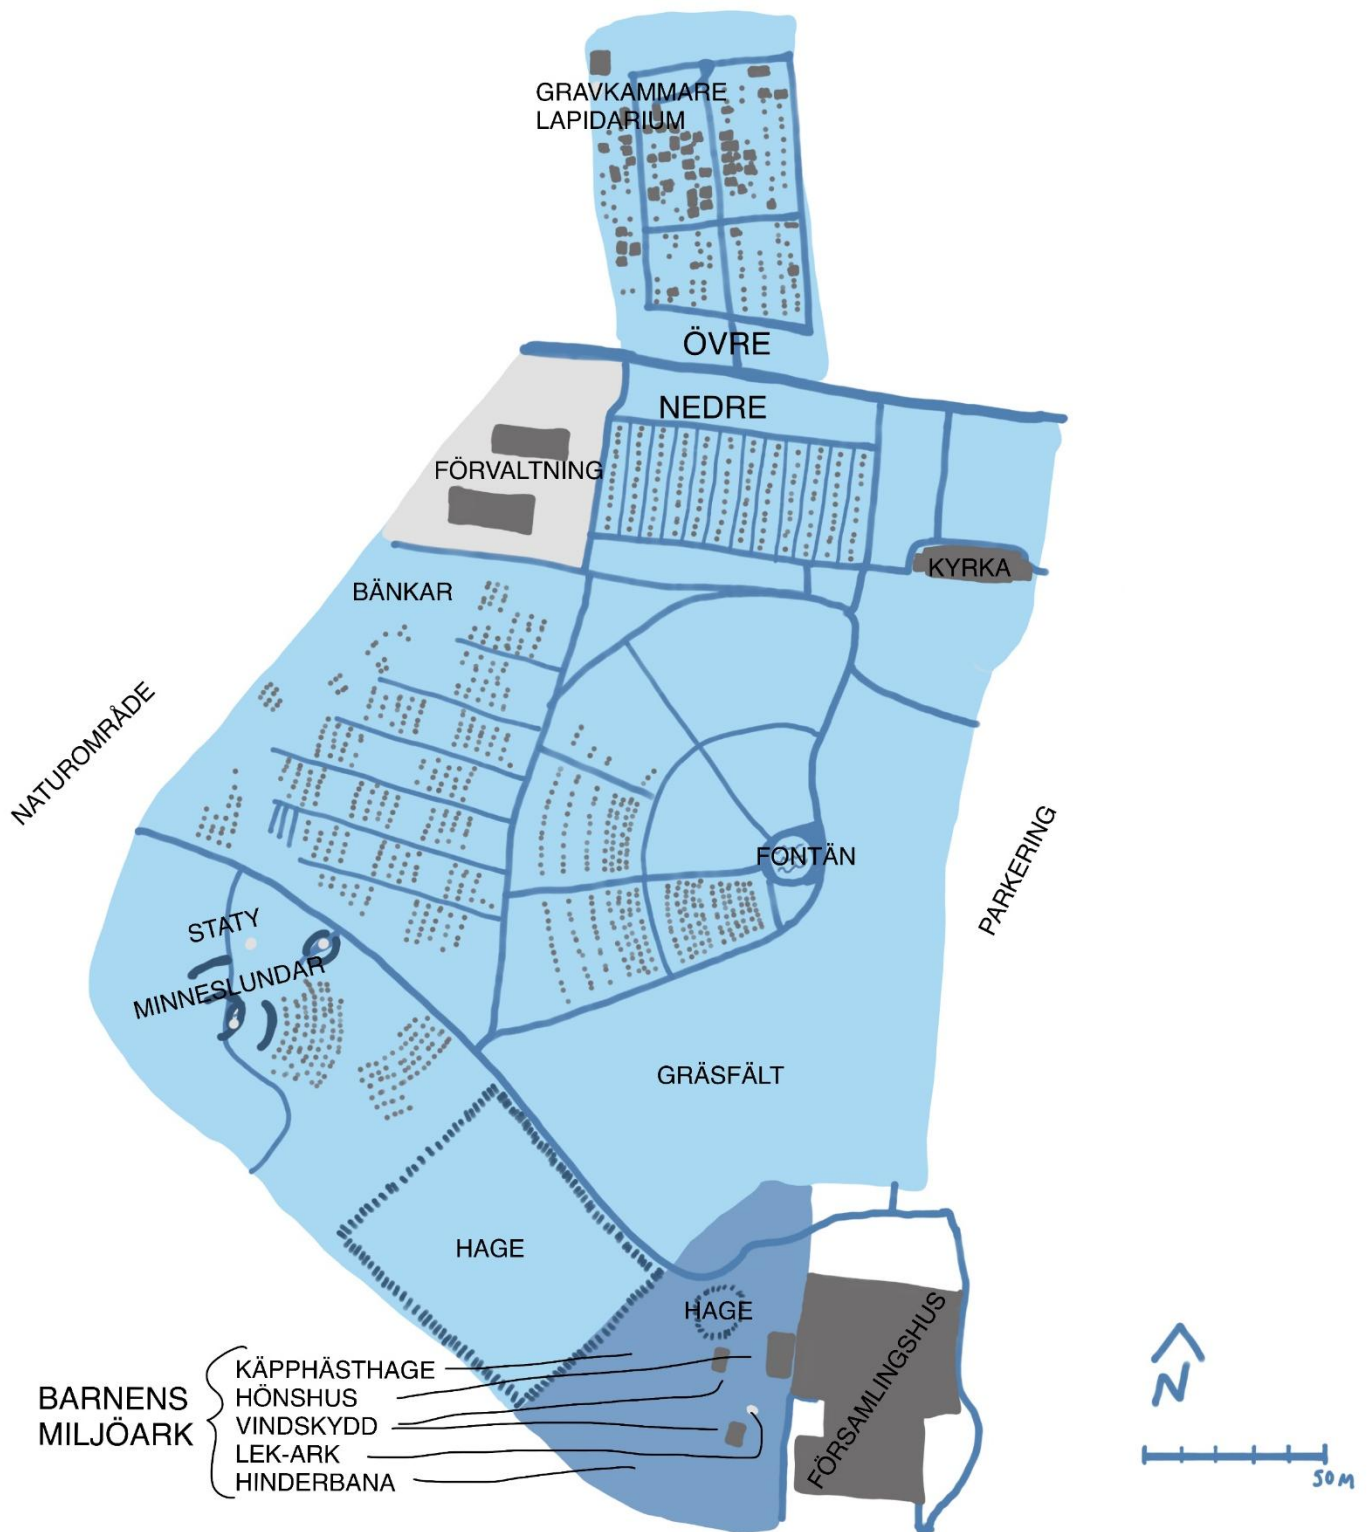 GRAVKAMMARE
LAPIDARIUM
ÖVRE
NEDRE
FÖRVALTNING
KYRKA
BÄNKAR
NATUROMRÅDE
FONTÄN
PARKERING
STATY
MINNESLUNDAR
GRÄSFÄLT
HAGE
HAGE
FÖRSAMLINGSHUS
BARNENS
MILJÖARK
KÄPPHÄSTHAGE
HÖNSHUS
VINDSKYDD
LEK-ARK
HINDERBANA
N
50 M